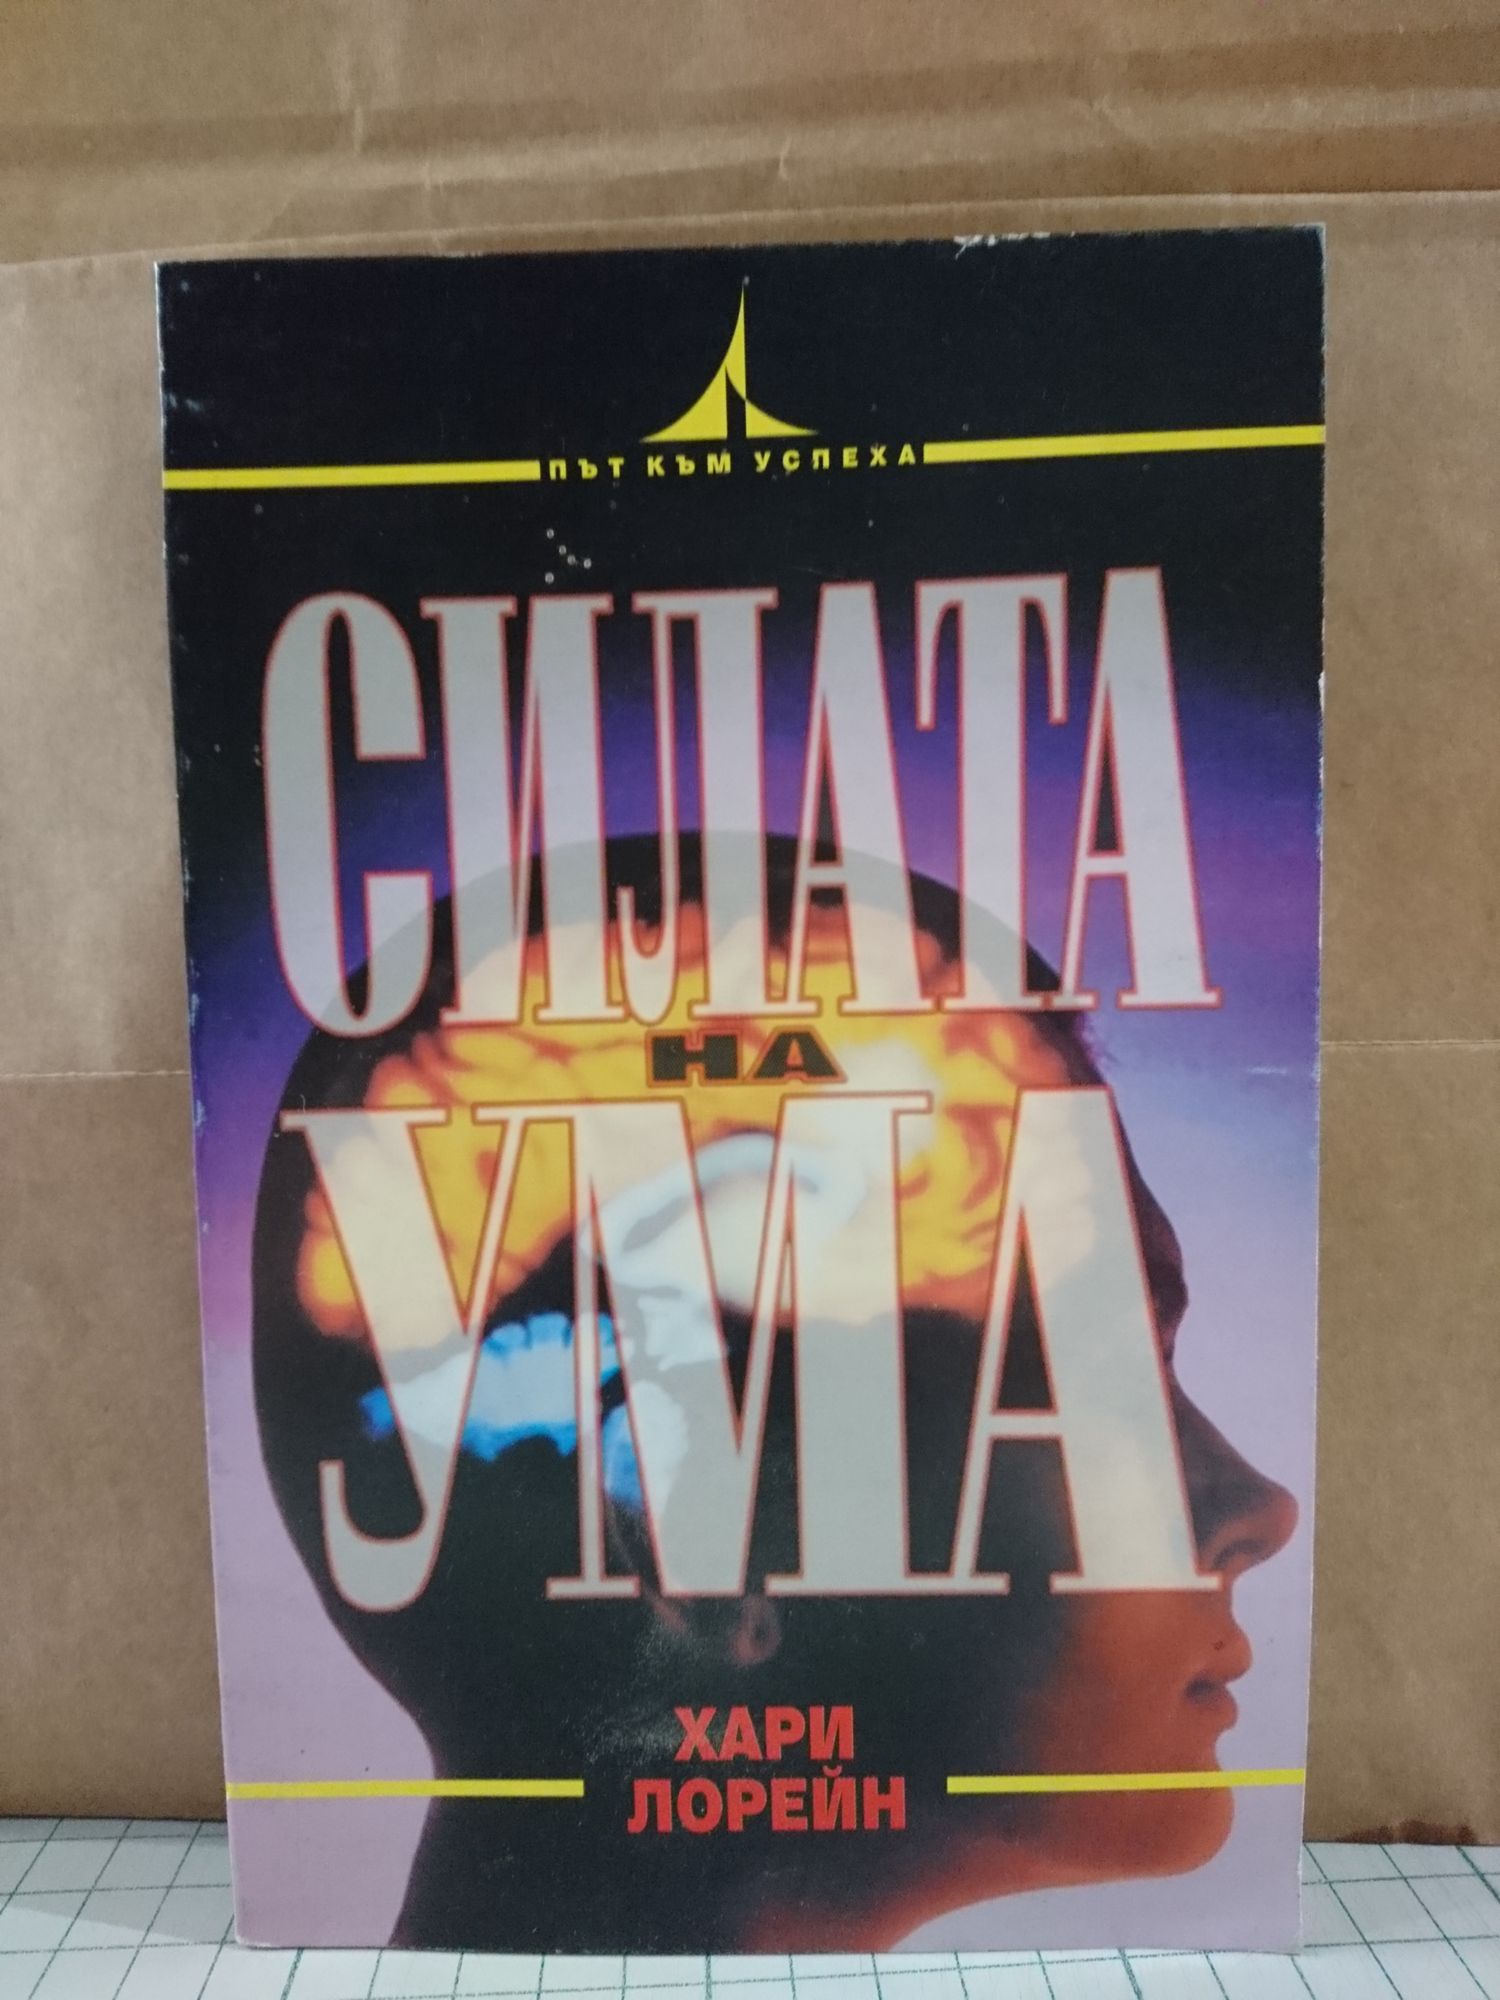 ПЪТ КЪМ УСПЕХА
СИЛАТА
НА
УМА
ХАРИ
ЛОРЕЙН